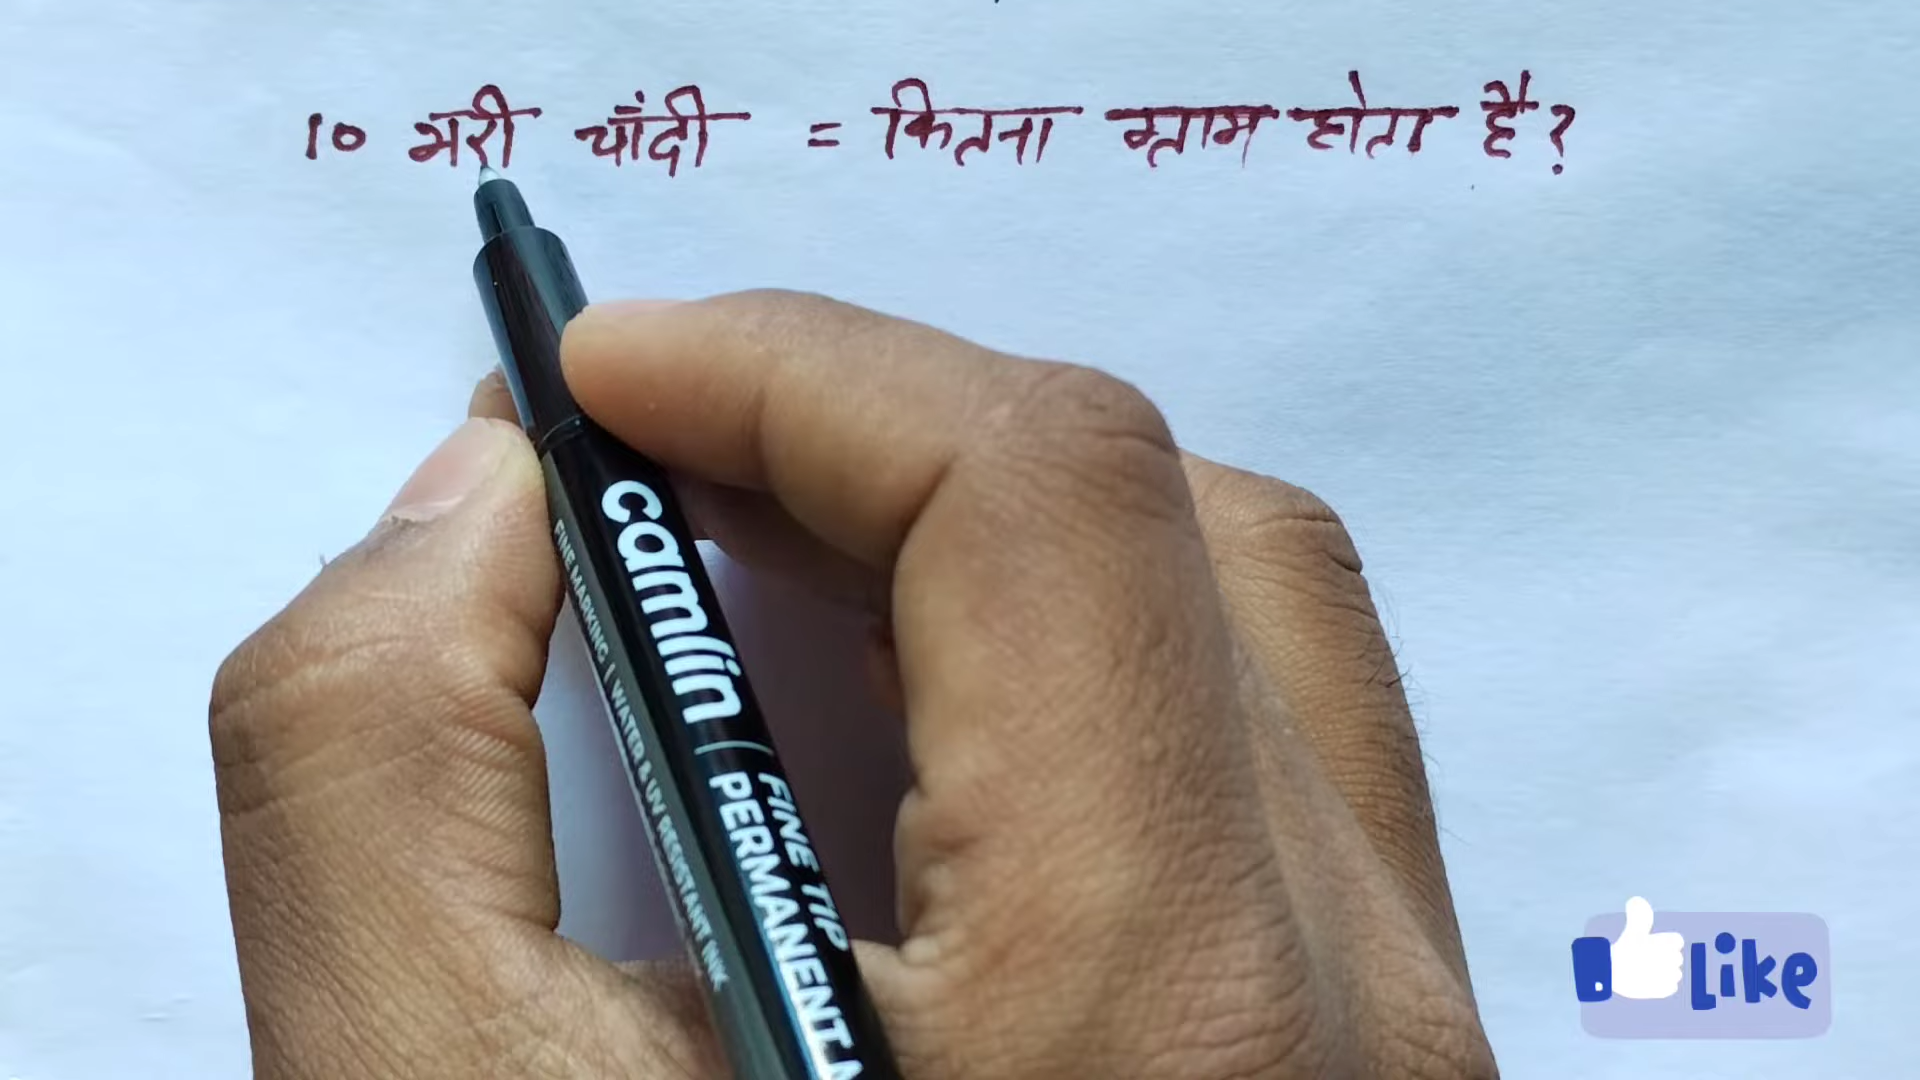 10 भरी चांदी = कितना ग्राम होता है?
camlin FINE TIP
PERMANENT
FINE MARKING | WATER & UV RESISTANT INK
Like